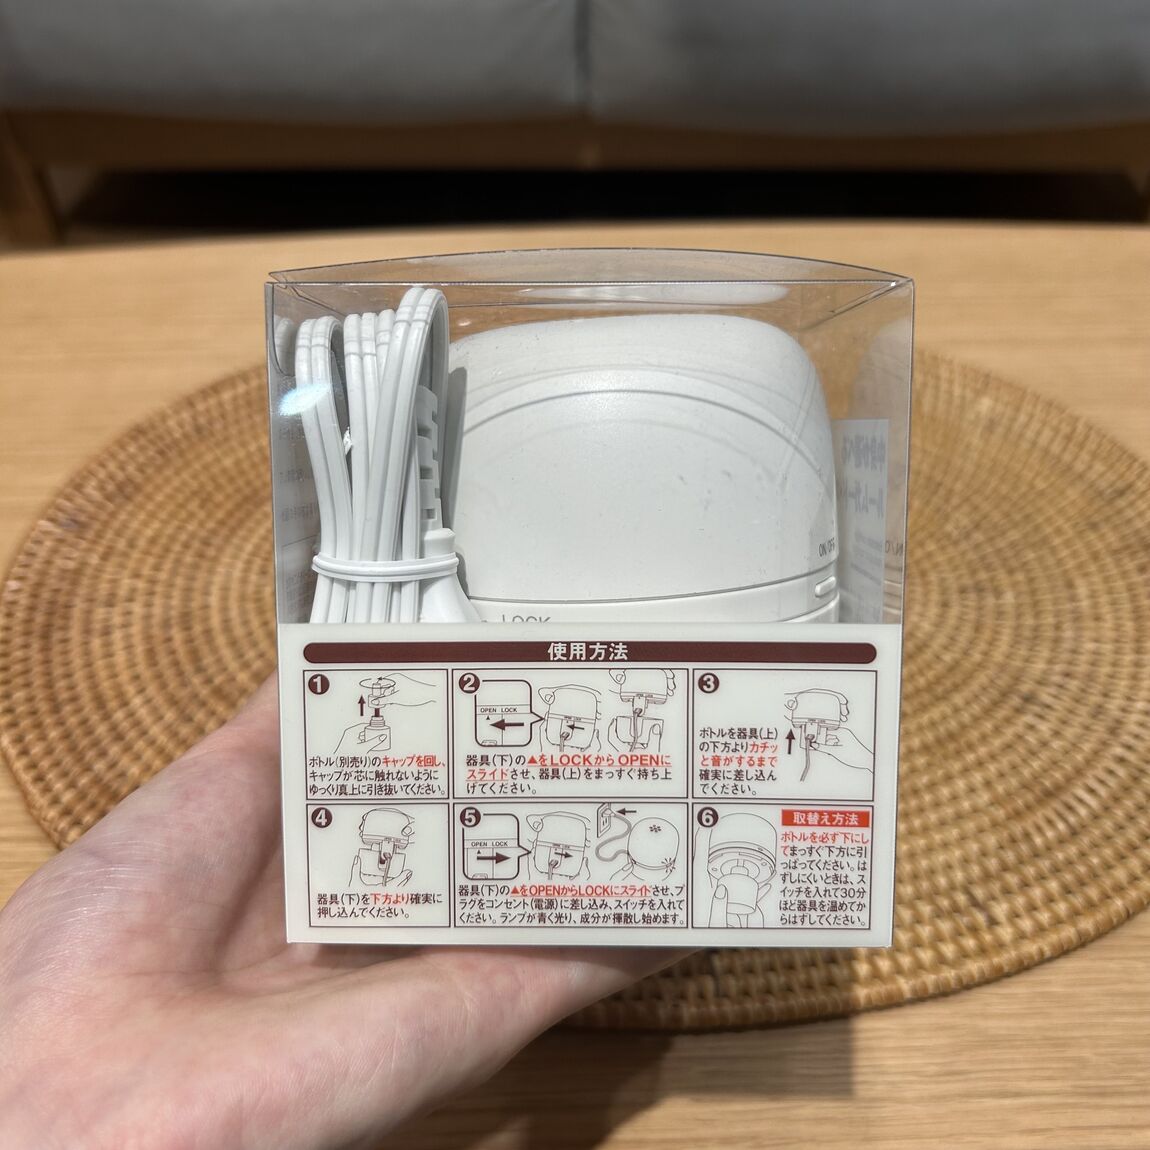 ON/OFF
LOCK
使用方法
1
ボトル(別売り)のキャップを回し、
キャップが芯に触れないように
ゆっくり真上に引き抜いてください。
2
OPEN LOCK
器具(下)の▲をLOCKからOPENに
スライドさせ、器具(上)をまっすぐ持ち上
げてください。
3
ボトルを器具(上)
の下方よりカチッ
と音がするまで
確実に差し込ん
でください。
4
器具(下)を下方より確実に
押し込んでください。
5
OPEN LOCK
器具(下)の▲をOPENからLOCKにスライドさせ、プ
ラグをコンセント(電源)に差し込み、スイッチを入れて
ください。ランプが青く光り、成分が揮散し始めます。
6
取替え方法
ボトルを必ず下にし
てまっすぐ下方に引
っぱってください。は
ずしにくいときは、ス
イッチを入れて30分
ほど器具を温めてか
らはずしてください。